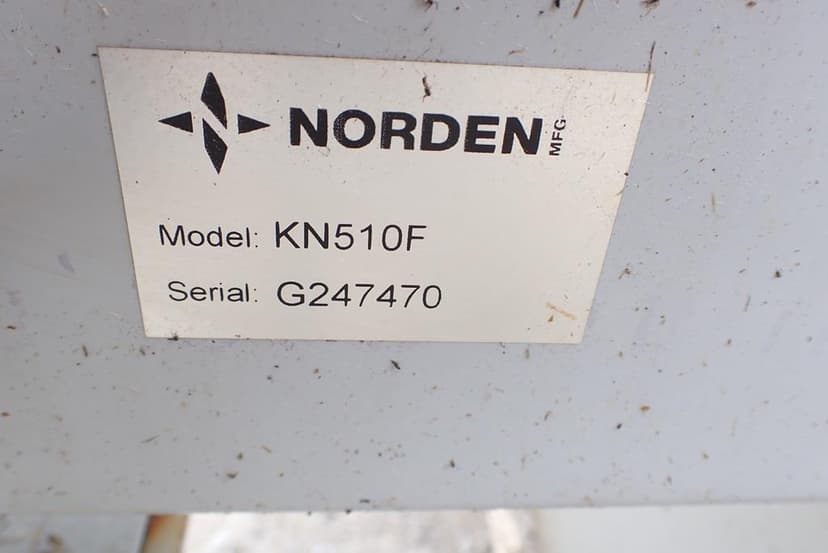 NORDEN MFG
Model: KN510F
Serial: G247470